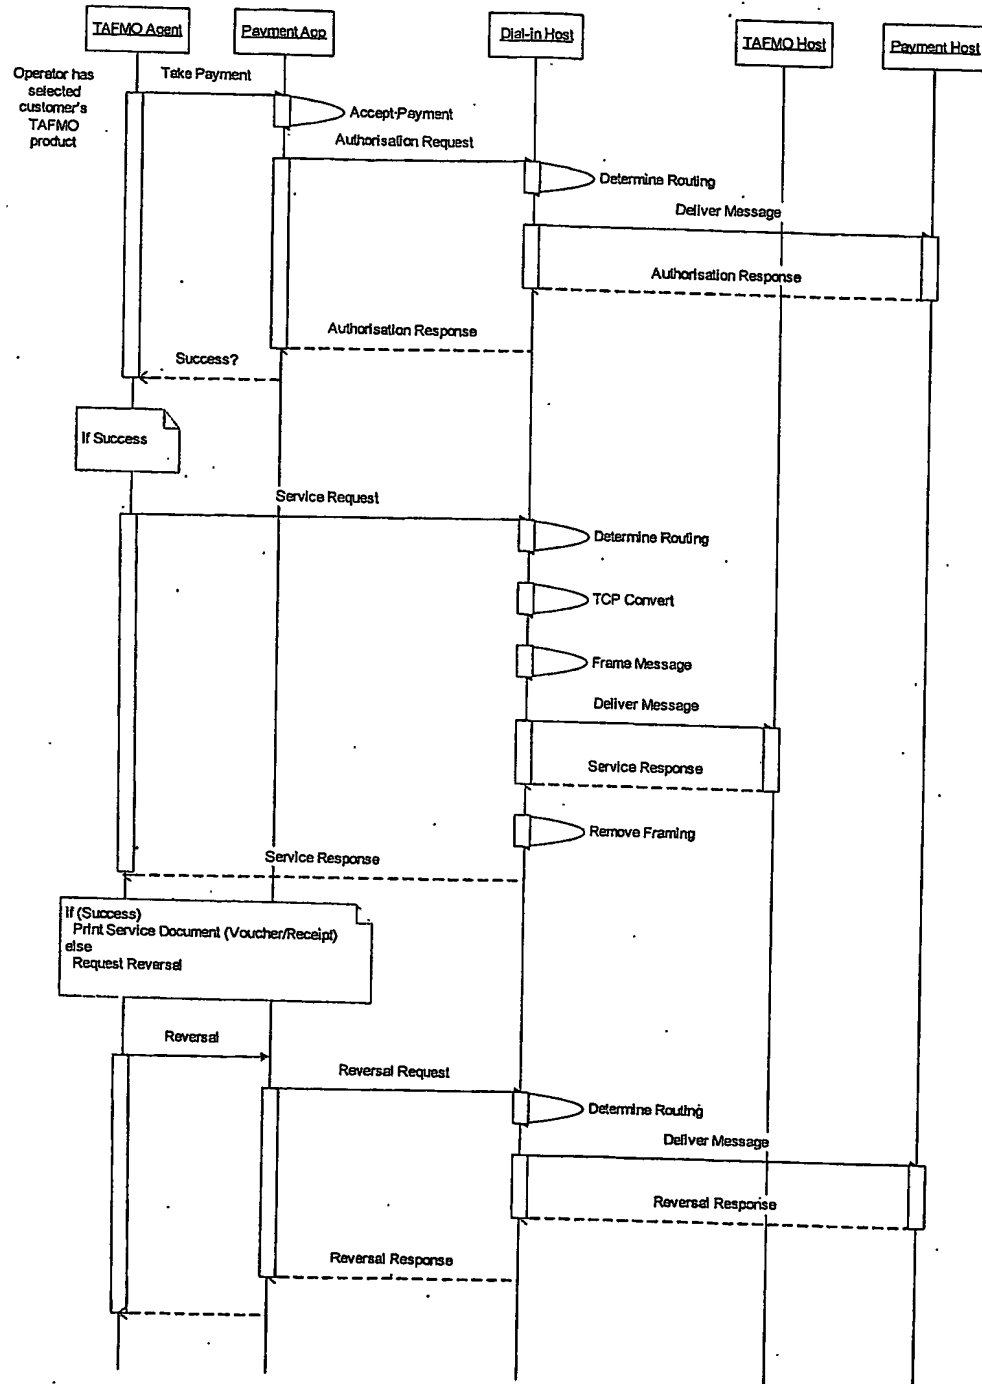 TAFMO Agent
Payment App
Dial-in Host
TAFMO Host
Payment Host
Operator has
selected
customer's
TAFMO
product
Take Payment
Accept-Payment
Authorisation Request
Determine Routing
Deliver Message
Authorisation Response
Authorisation Response
Success?
If Success
Service Request
Determine Routing
TCP Convert
Frame Message
Deliver Message
Service Response
Remove Framing
Service Response
If (Success)
Print Service Document (Voucher/Receipt)
else
Request Reversal
Reversal
Reversal Request
Determine Routing
Deliver Message
Reversal Response
Reversal Response